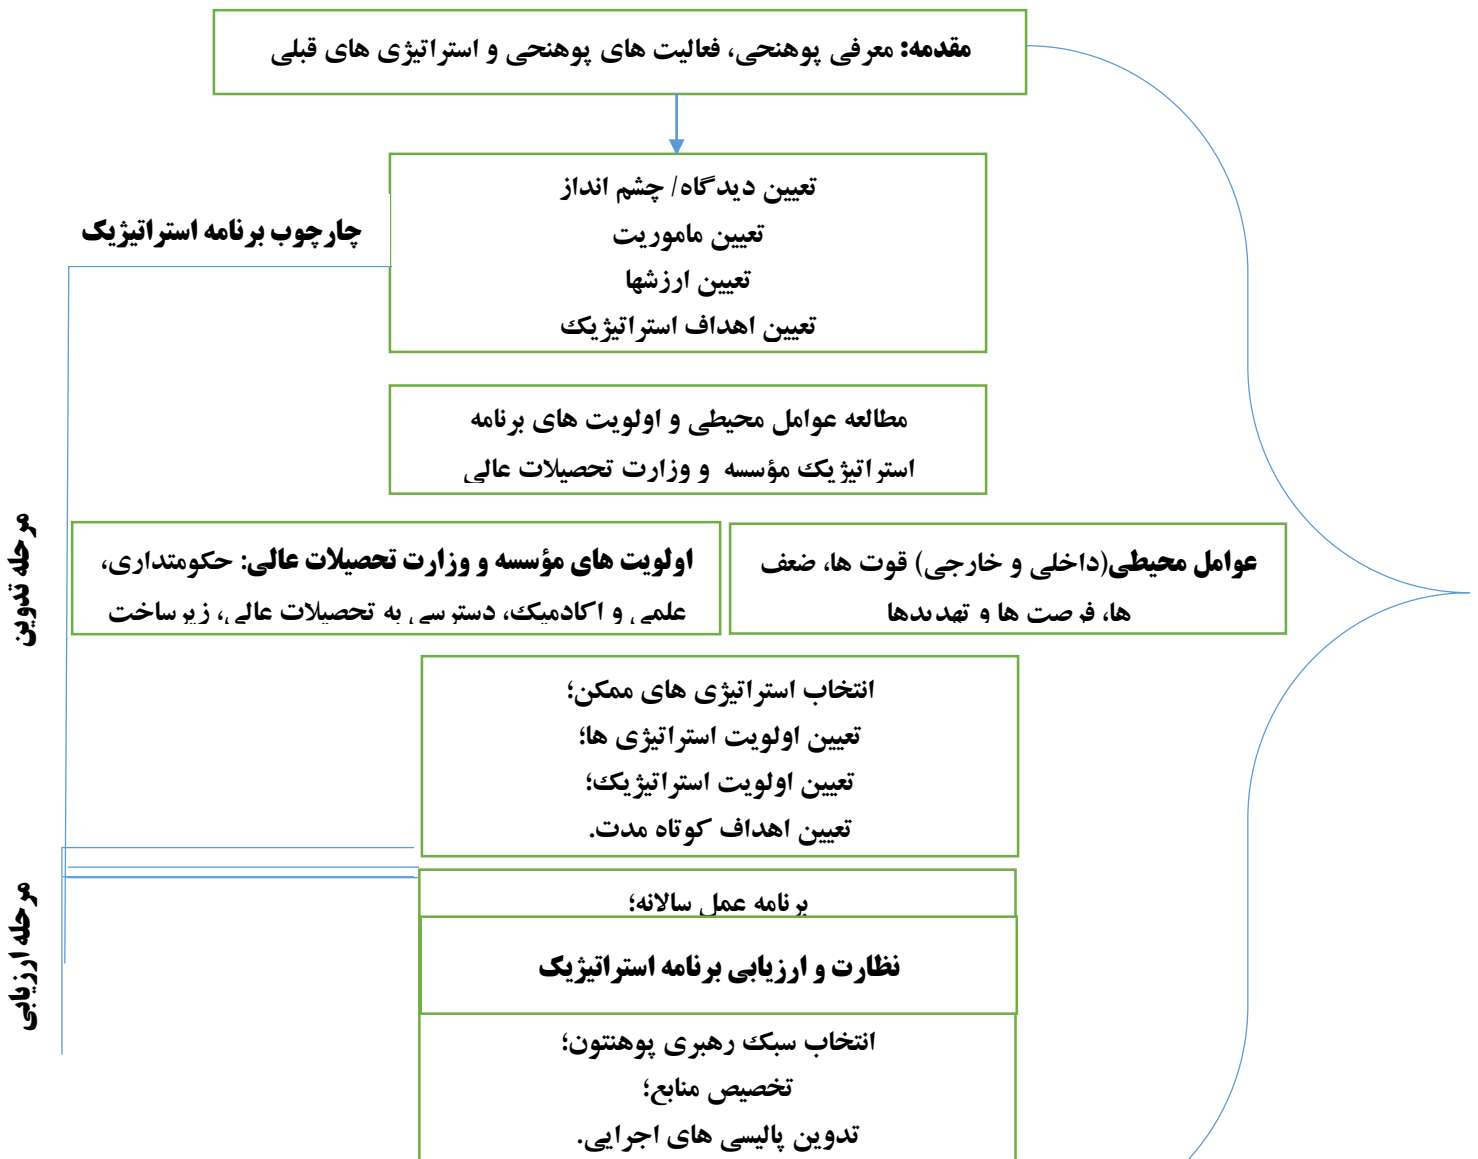 مقدمه: معرفی پوهنحی، فعالیت های پوهنحی و استراتیژی های قبلی
تعیین دیدگاه/ چشم انداز
تعیین ماموریت
تعیین ارزشها
تعیین اهداف استراتیژیک
چارچوب برنامه استراتیژیک
مطالعه عوامل محیطی و اولویت های برنامه
استراتیژیک مؤسسه و وزارت تحصیلات عالی
عوامل محیطی(داخلی و خارجی) قوت ها، ضعف
ها، فرصت ها و تهدیدها
اولویت های مؤسسه و وزارت تحصیلات عالی: حکومتداری،
علمی و اکادمیک، دسترسی به تحصیلات عالی، زیرساخت
مرحله تدوین
انتخاب استراتیژی های ممکن؛
تعیین اولویت استراتیژی ها؛
تعیین اولویت استراتیژیک؛
تعیین اهداف کوتاه مدت.
برنامه عمل سالانه؛
نظارت و ارزیابی برنامه استراتیژیک
مرحله ارزیابی
انتخاب سبک رهبری پوهنتون؛
تخصیص منابع؛
تدوین پالیسی های اجرایی.